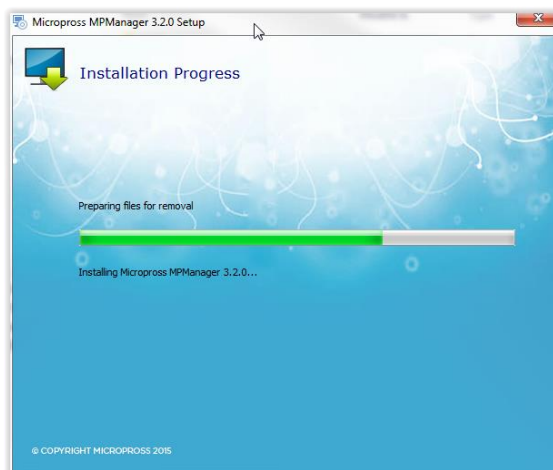 Micropross MPManager 3.2.0 Setup
Installation Progress
Preparing files for removal
Installing Micropross MPManager 3.2.0...
© COPYRIGHT MICROPROSS 2015